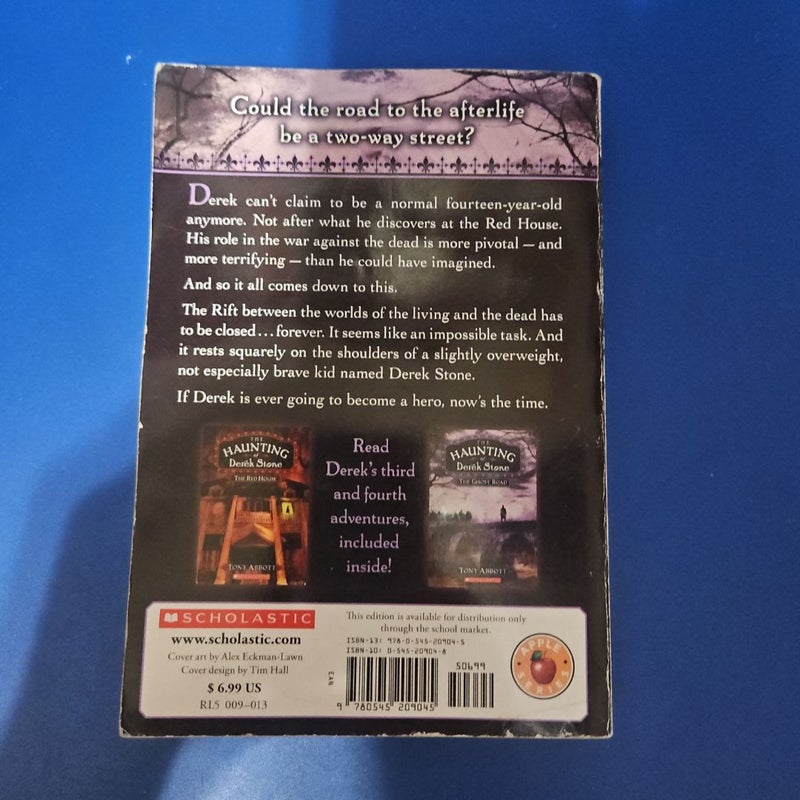 Could the road to the afterlife
be a two-way street?
Derek can't claim to be a normal fourteen-year-old
anymore. Not after what he discovers at the Red House.
His role in the war against the dead is more pivotal — and
more terrifying — than he could have imagined.
And so it all comes down to this.
The Rift between the worlds of the living and the dead has
to be closed...forever. It seems like an impossible task. And
it rests squarely on the shoulders of a slightly overweight,
not especially brave kid named Derek Stone.
If Derek is ever going to become a hero, now's the time.
THE
HAUNTING
of
Derek Stone
THE RED HOUSE
TONY ABBOTT
SCHOLASTIC
Read
Derek's third
and fourth
adventures,
included
inside!
THE
HAUNTING
of
Derek Stone
THE GHOST ROAD
TONY ABBOTT
SCHOLASTIC
SCHOLASTIC
www.scholastic.com
Cover art by Alex Eckman-Lawn
Cover design by Tim Hall
$ 6.99 US
RL5 009–013
This edition is available for distribution only
through the school market.
ISBN-13: 978-0-545-20904-5
ISBN-10: 0-545-20904-8
EAN
50699
9 780545 209045
APPLE
SERIES